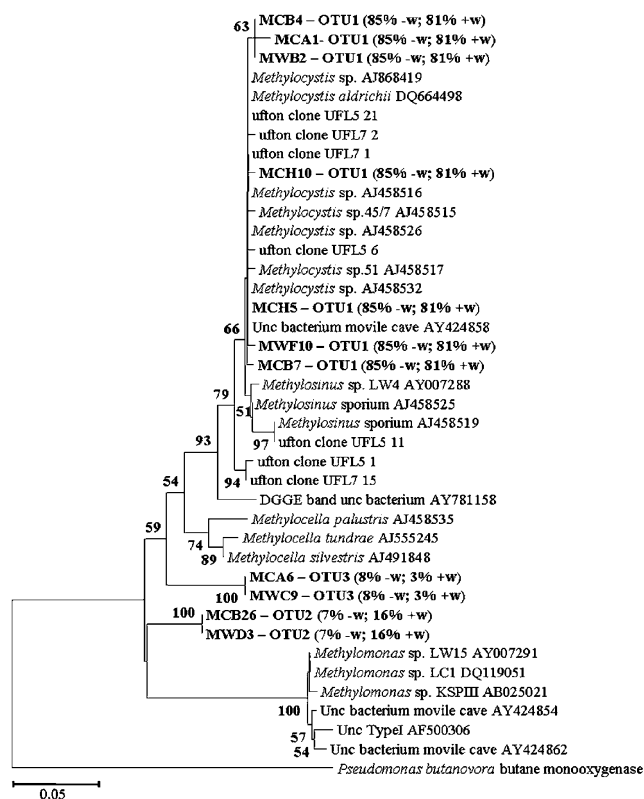 63
MCB4 – OTU1 (85% -w; 81% +w)
MCA1- OTU1 (85% -w; 81% +w)
MWB2 – OTU1 (85% -w; 81% +w)
Methylocystis sp. AJ868419
Methylocystis aldrichii DQ664498
ufton clone UFL5 21
ufton clone UFL7 2
ufton clone UFL7 1
MCH10 – OTU1 (85% -w; 81% +w)
Methylocystis sp. AJ458516
Methylocystis sp.45/7 AJ458515
Methylocystis sp. AJ458526
ufton clone UFL5 6
Methylocystis sp.51 AJ458517
Methylocystis sp. AJ458532
MCH5 – OTU1 (85% -w; 81% +w)
66
Unc bacterium movile cave AY424858
MWF10 – OTU1 (85% -w; 81% +w)
MCB7 – OTU1 (85% -w; 81% +w)
Methylosinus sp. LW4 AY007288
79
51
Methylosinus sporium AJ458525
Methylosinus sporium AJ458519
93
97
ufton clone UFL5 11
ufton clone UFL5 1
54
94
ufton clone UFL7 15
DGGE band unc bacterium AY781158
Methylocella palustris AJ458535
59
74
Methylocella tundrae AJ555245
89
Methylocella silvestris AJ491848
MCA6 – OTU3 (8% -w; 3% +w)
100
MWC9 – OTU3 (8% -w; 3% +w)
100
MCB26 – OTU2 (7% -w; 16% +w)
MWD3 – OTU2 (7% -w; 16% +w)
Methylomonas sp. LW15 AY007291
Methylomonas sp. LC1 DQ119051
Methylomonas sp. KSPIII AB025021
100
Unc bacterium movile cave AY424854
57
Unc TypeI AF500306
54
Unc bacterium movile cave AY424862
Pseudomonas butanovora butane monooxygenase
0.05